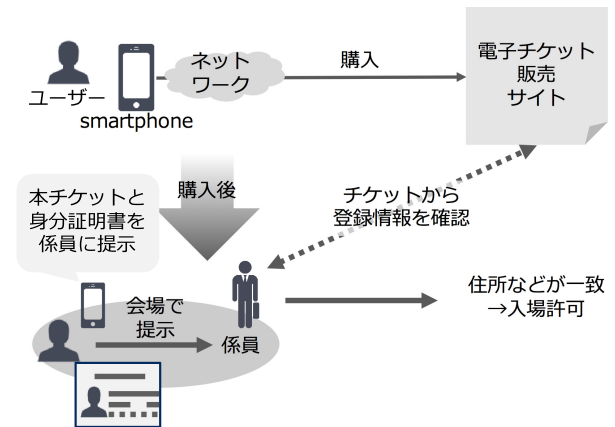 ユーザー
smartphone
ネット
ワーク
購入
電子チケット
販売
サイト
購入後
チケットから
登録情報を確認
本チケットと
身分証明書を
係員に提示
会場で
提示
係員
住所などが一致
→入場許可